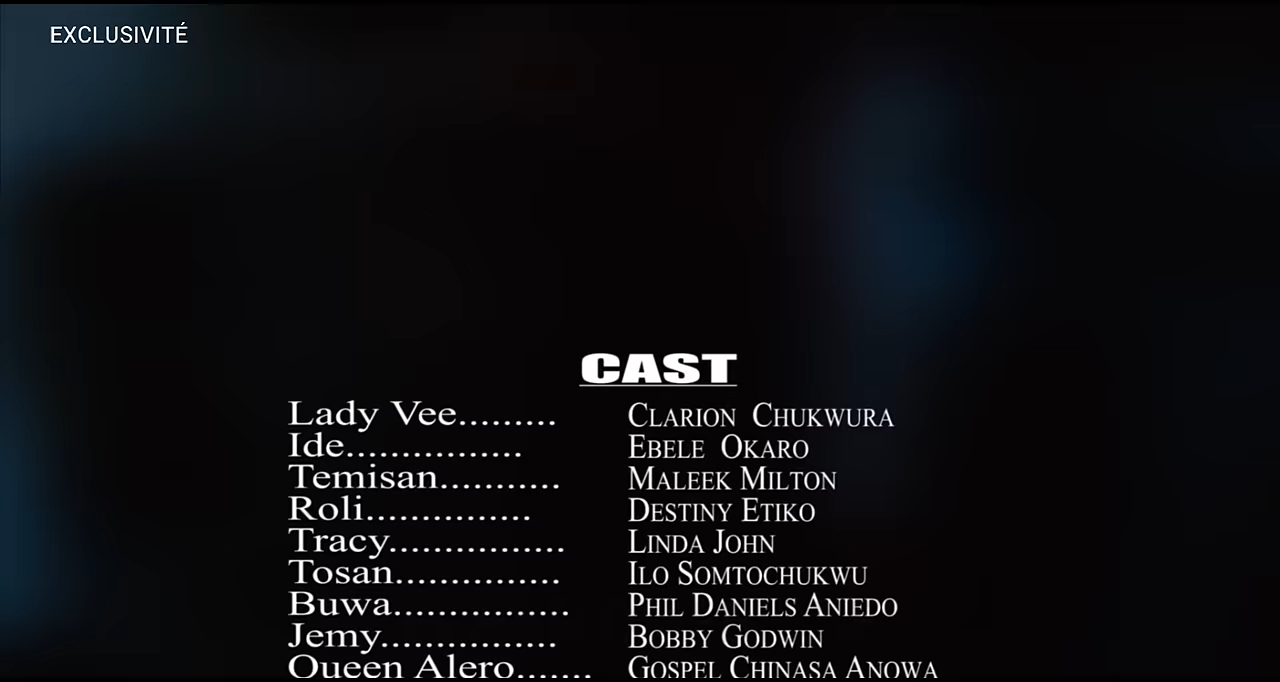 EXCLUSIVITÉ
CAST
Lady Vee......... CLARION CHUKWURA
Ide................ EBELE OKARO
Temisan........... MALEEK MILTON
Roli............... DESTINY ETIKO
Tracy................ LINDA JOHN
Tosan............... ILO SOMTOCHUKWU
Buwa................ PHIL DANIELS ANIEDO
Jemy................ BOBBY GODWIN
Queen Alero....... GOSPEL CHINASA ANOWA